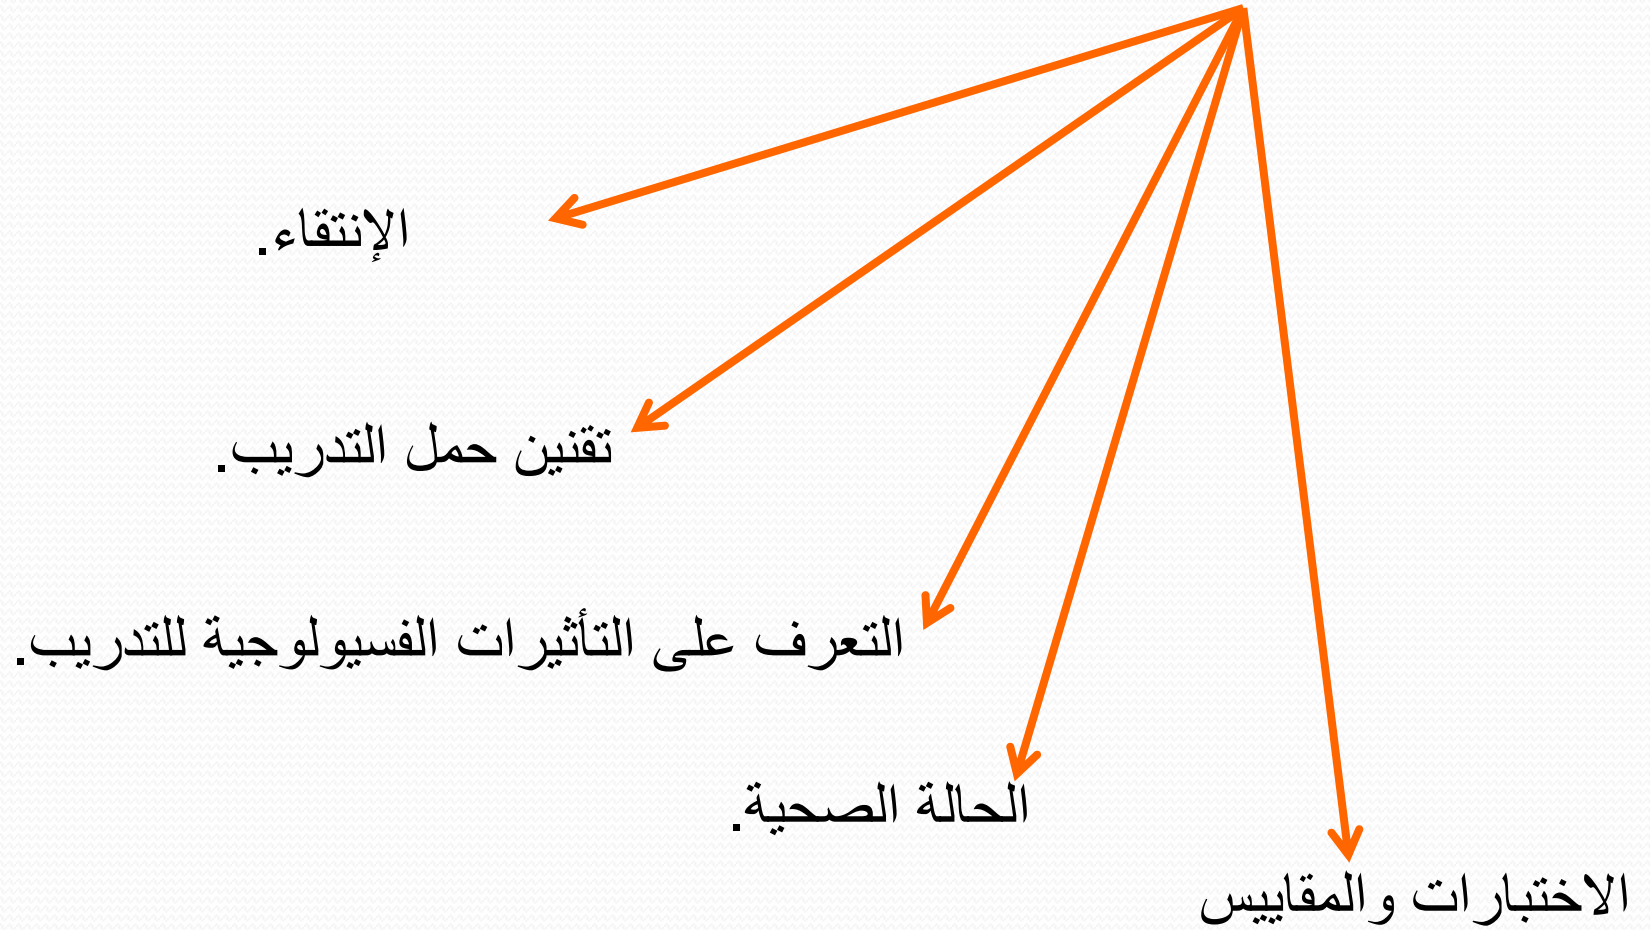 الإنتقاء.
تقنين حمل التدريب.
التعرف على التأثيرات الفسيولوجية للتدريب.
الحالة الصحية.
الاختبارات والمقاييس